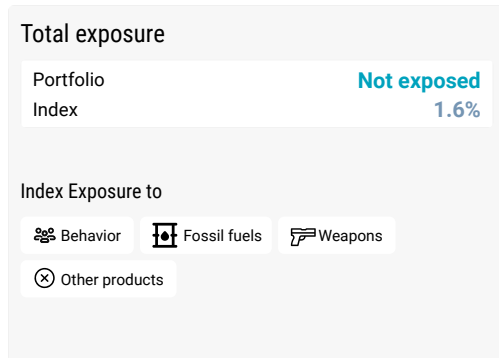 Total exposure
Portfolio Not exposed
Index 1.6%
Index Exposure to
Behavior Fossil fuels Weapons
Other products